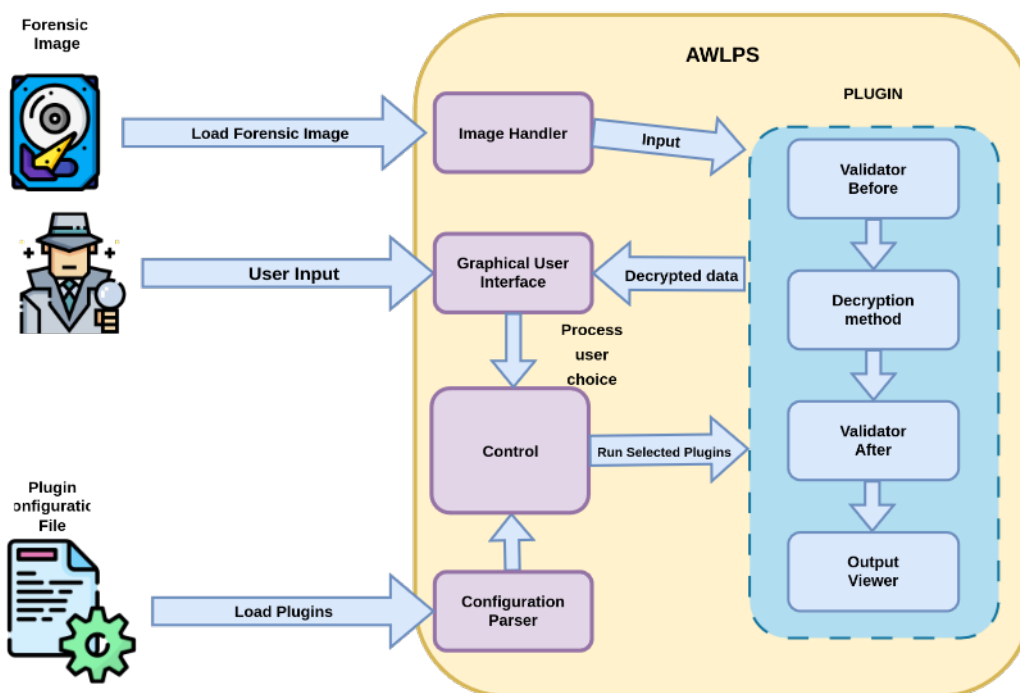 Forensic
Image
AWLPS
PLUGIN
Load Forensic Image
Image Handler
Input
Validator
Before
User Input
Graphical User
Interface
Decrypted data
Decryption
method
Process
user
choice
Control
Run Selected Plugins
Validator
After
Plugin
onfiguratic
File
Output
Viewer
Load Plugins
Configuration
Parser